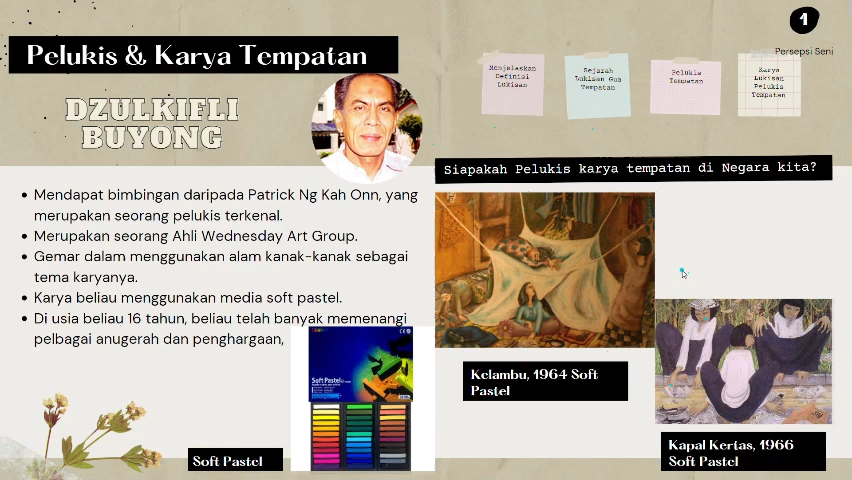 1
Persepsi Seni
Pelukis & Karya Tempatan
Menjelaskan
Definisi
Lukisan
Sejarah
Lukisan Gua
Tempatan
Pelukis
Tempatan
Karya
Lukisan
Pelukis
Tempatan
DZULKIFLI
BUYONG
Siapakah Pelukis karya tempatan di Negara kita?
• Mendapat bimbingan daripada Patrick Ng Kah Onn, yang
merupakan seorang pelukis terkenal.
• Merupakan seorang Ahli Wednesday Art Group.
• Gemar dalam menggunakan alam kanak-kanak sebagai
tema karyanya.
• Karya beliau menggunakan media soft pastel.
• Di usia beliau 16 tahun, beliau telah banyak memenangi
pelbagai anugerah dan penghargaan,
Soft Pastel
Soft Pastel
Kelambu, 1964 Soft
Pastel
Kapal Kertas, 1966
Soft Pastel